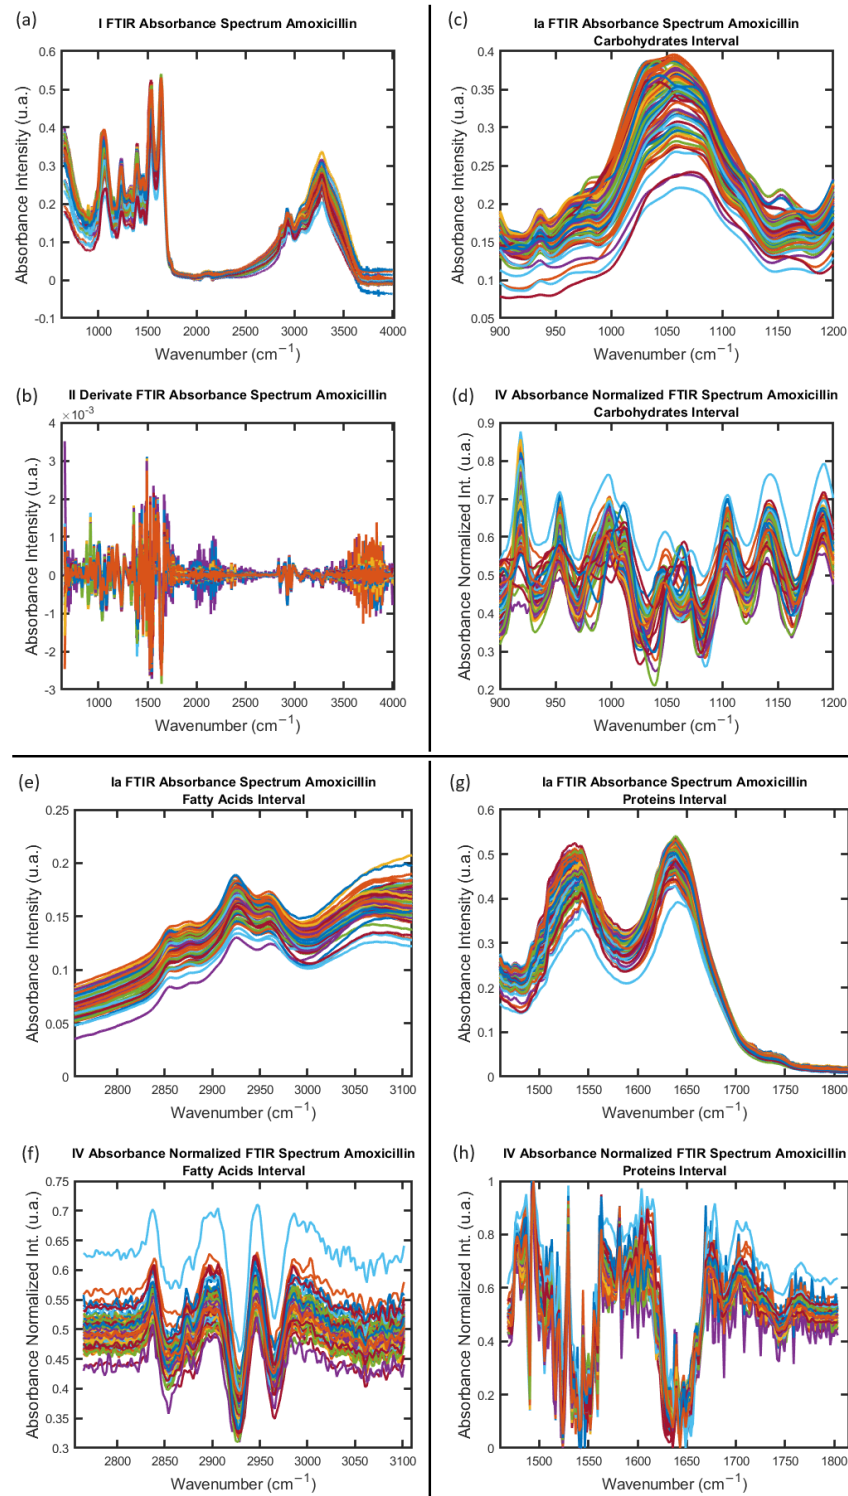 (a)
I FTIR Absorbance Spectrum Amoxicillin
0.6
0.5
0.4
0.3
0.2
0.1
0
-0.1
Absorbance Intensity (u.a.)
1000 1500 2000 2500 3000 3500 4000
Wavenumber (cm⁻¹)
(b)
II Derivate FTIR Absorbance Spectrum Amoxicillin
×10⁻³
4
3
2
1
0
-1
-2
-3
Absorbance Intensity (u.a.)
1000 1500 2000 2500 3000 3500 4000
Wavenumber (cm⁻¹)
(c)
Ia FTIR Absorbance Spectrum Amoxicillin
Carbohydrates Interval
0.4
0.35
0.3
0.25
0.2
0.15
0.1
0.05
Absorbance Intensity (u.a.)
900 950 1000 1050 1100 1150 1200
Wavenumber (cm⁻¹)
(d)
IV Absorbance Normalized FTIR Spectrum Amoxicillin
Carbohydrates Interval
0.9
0.8
0.7
0.6
0.5
0.4
0.3
0.2
Absorbance Normalized Int. (u.a.)
900 950 1000 1050 1100 1150 1200
Wavenumber (cm⁻¹)
(e)
Ia FTIR Absorbance Spectrum Amoxicillin
Fatty Acids Interval
0.25
0.2
0.15
0.1
0.05
0
Absorbance Intensity (u.a.)
2800 2850 2900 2950 3000 3050 3100
Wavenumber (cm⁻¹)
(f)
IV Absorbance Normalized FTIR Spectrum Amoxicillin
Fatty Acids Interval
0.75
0.7
0.65
0.6
0.55
0.5
0.45
0.4
0.35
0.3
Absorbance Normalized Int. (u.a.)
2800 2850 2900 2950 3000 3050 3100
Wavenumber (cm⁻¹)
(g)
Ia FTIR Absorbance Spectrum Amoxicillin
Proteins Interval
0.6
0.5
0.4
0.3
0.2
0.1
0
Absorbance Intensity (u.a.)
1500 1550 1600 1650 1700 1750 1800
Wavenumber (cm⁻¹)
(h)
IV Absorbance Normalized FTIR Spectrum Amoxicillin
Proteins Interval
1
0.8
0.6
0.4
0.2
0
Absorbance Normalized Int. (u.a.)
1500 1550 1600 1650 1700 1750 1800
Wavenumber (cm⁻¹)